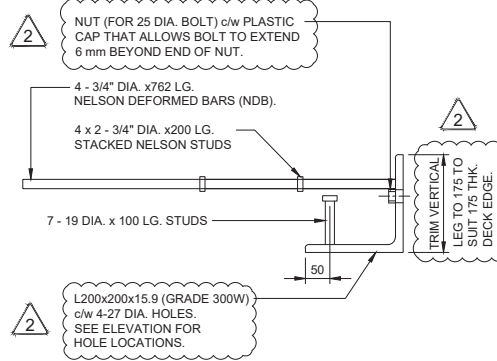 2
NUT (FOR 25 DIA. BOLT) c/w PLASTIC
CAP THAT ALLOWS BOLT TO EXTEND
6 mm BEYOND END OF NUT.
4 - 3/4" DIA. x762 LG.
NELSON DEFORMED BARS (NDB).
4 x 2 - 3/4" DIA. x200 LG.
STACKED NELSON STUDS
2
TRIM VERTICAL
LEG TO 175 TO
SUIT 175 THK.
DECK EDGE.
7 - 19 DIA. x 100 LG. STUDS
50
2
L200x200x15.9 (GRADE 300W)
c/w 4-27 DIA. HOLES.
SEE ELEVATION FOR
HOLE LOCATIONS.